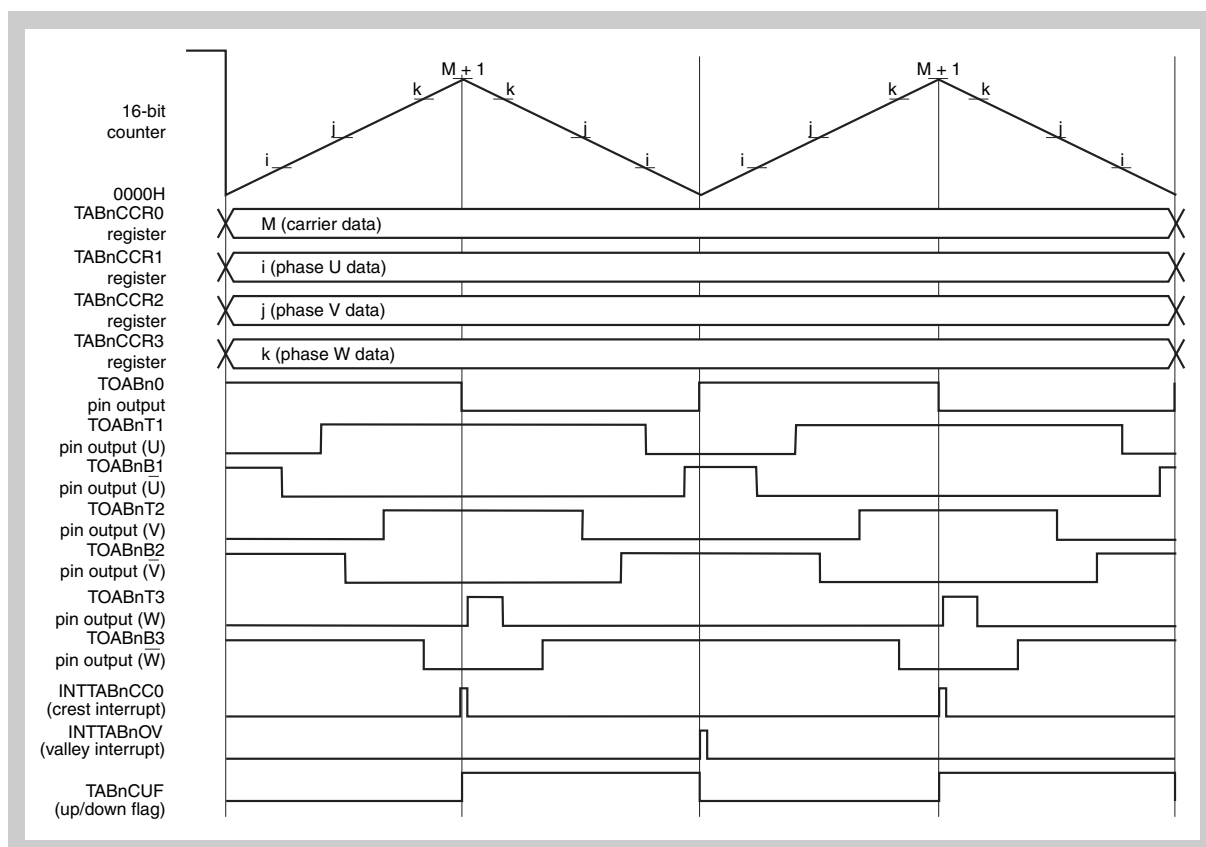 M + 1
M + 1
k
k
k
k
16-bit
counter
j
j
j
j
i
i
i
i
0000H
TABnCCR0
register
M (carrier data)
TABnCCR1
register
i (phase U data)
TABnCCR2
register
j (phase V data)
TABnCCR3
register
k (phase W data)
TOABn0
pin output
TOABnT1
pin output (U)
TOABnB1
pin output (U̅)
TOABnT2
pin output (V)
TOABnB2
pin output (V̅)
TOABnT3
pin output (W)
TOABnB3
pin output (W̅)
INTTABnCC0
(crest interrupt)
INTTABnOV
(valley interrupt)
TABnCUF
(up/down flag)